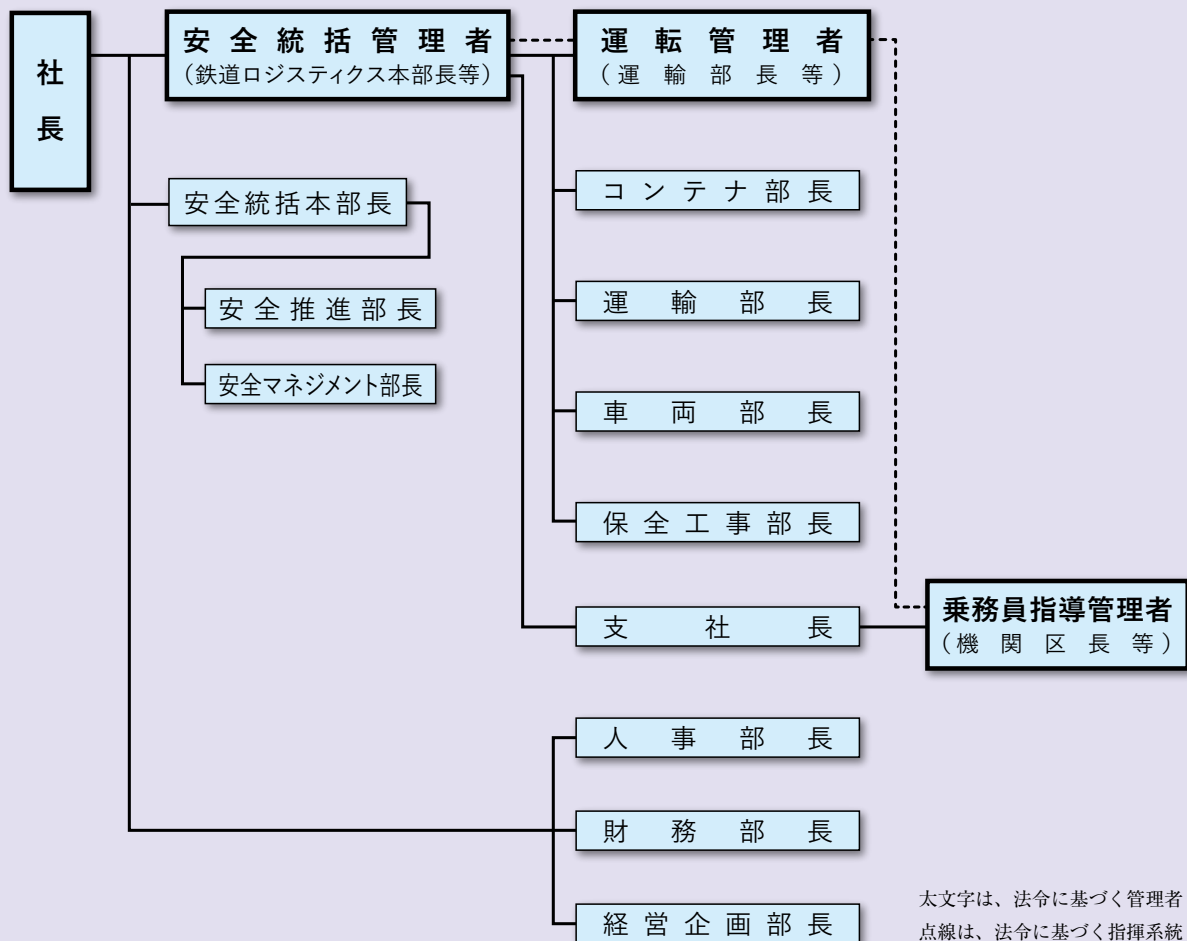 社長
安全統括管理者
（鉄道ロジスティクス本部長等）
運転管理者
（運輸部長等）
安全統括本部長
安全推進部長
安全マネジメント部長
コンテナ部長
運輸部長
車両部長
保全工事部長
支社長
乗務員指導管理者
（機関区長等）
人事部長
財務部長
経営企画部長
太文字は、法令に基づく管理者
点線は、法令に基づく指揮系統